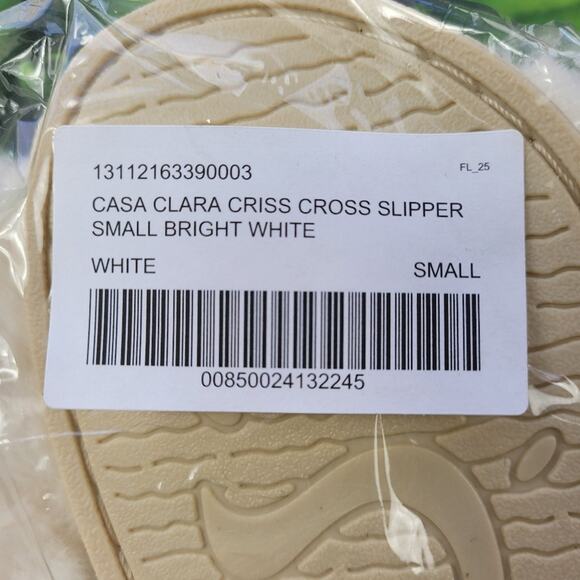 13112163390003 FL_25
CASA CLARA CRISS CROSS SLIPPER
SMALL BRIGHT WHITE
WHITE SMALL
00850024132245